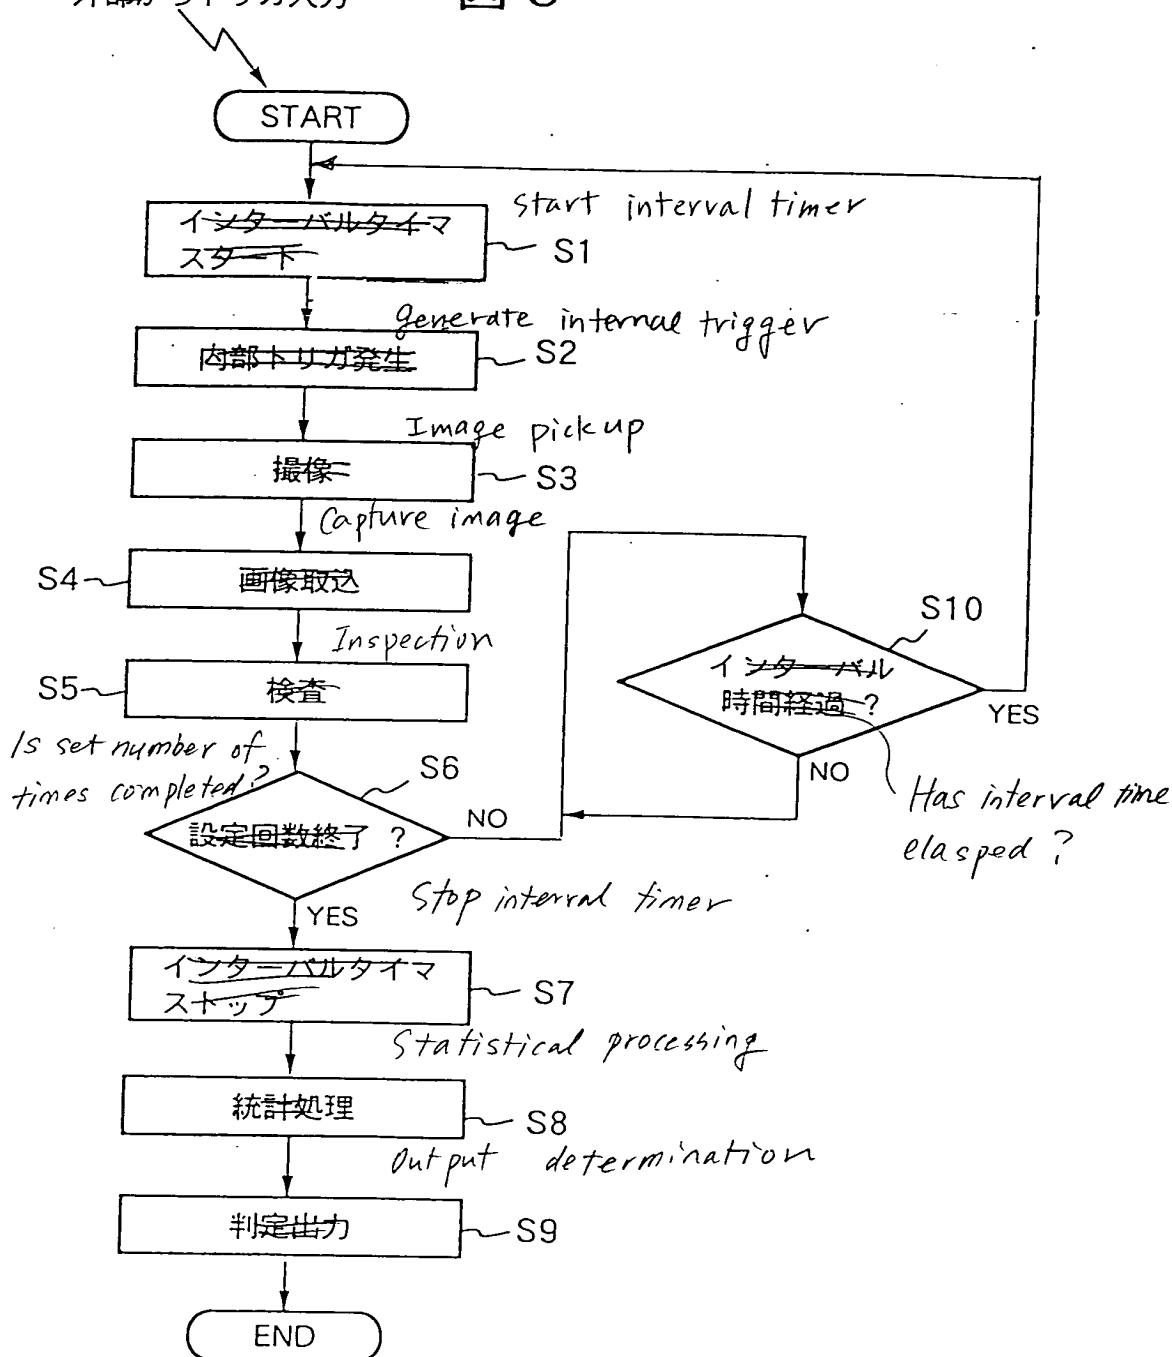 START
start interval timer
インターバルタイマ
スタート
S1
generate internal trigger
内部トリガ発生
S2
Image pickup
撮像
S3
Capture image
S4
画像取込
Inspection
S5
検査
Is set number of
times completed?
S6
設定回数終了 ?
NO
YES
S10
インターバル
時間経過 ?
YES
NO
Has interval time
elasped ?
Stop interval timer
インターバルタイマ
ストップ
S7
Statistical processing
統計処理
S8
Output determination
判定出力
S9
END